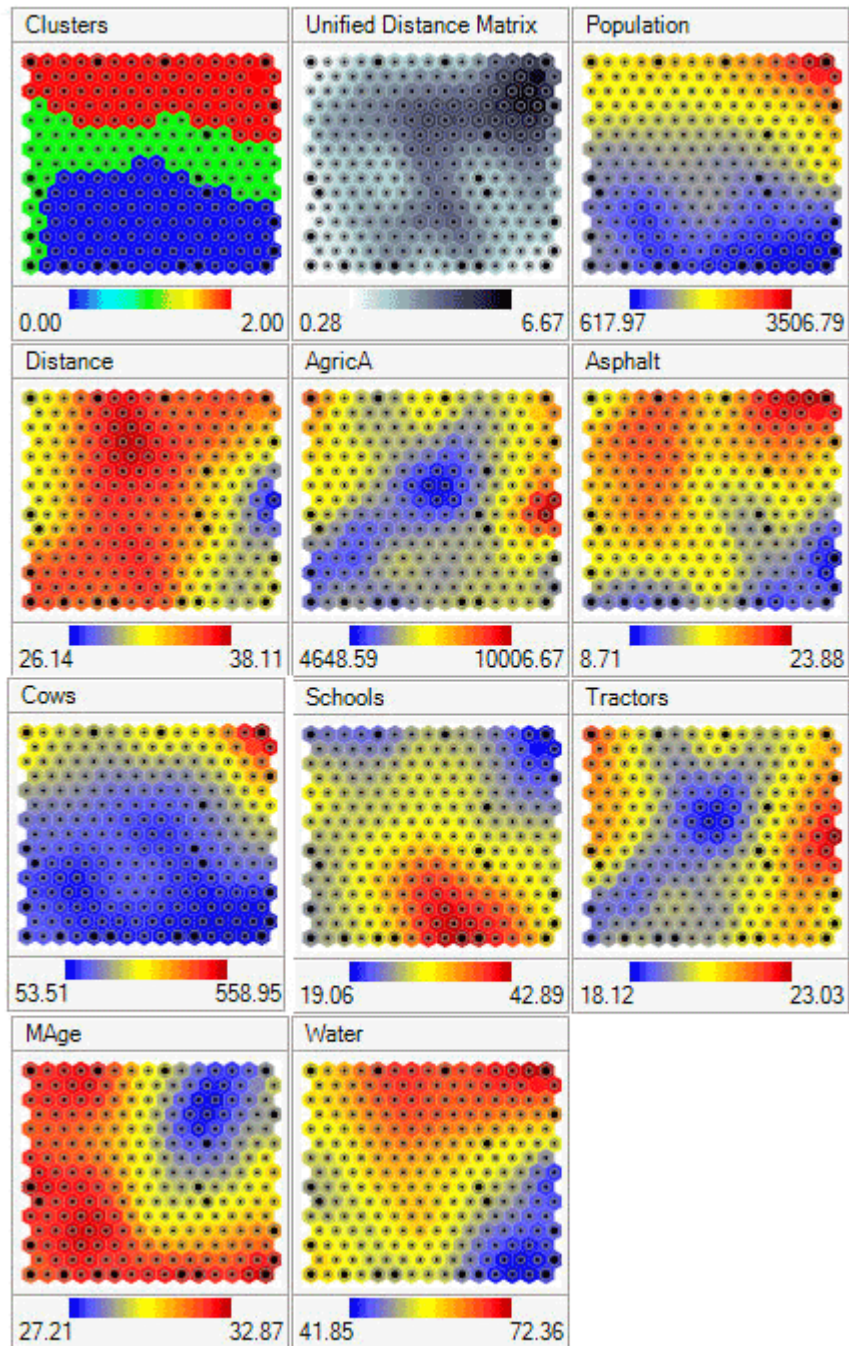 Clusters
Unified Distance Matrix
Population
0.00 2.00
0.28 6.67
617.97 3506.79
Distance
AgricA
Asphalt
26.14 38.11
4648.59 10006.67
8.71 23.88
Cows
Schools
Tractors
53.51 558.95
19.06 42.89
18.12 23.03
MAge
Water
27.21 32.87
41.85 72.36